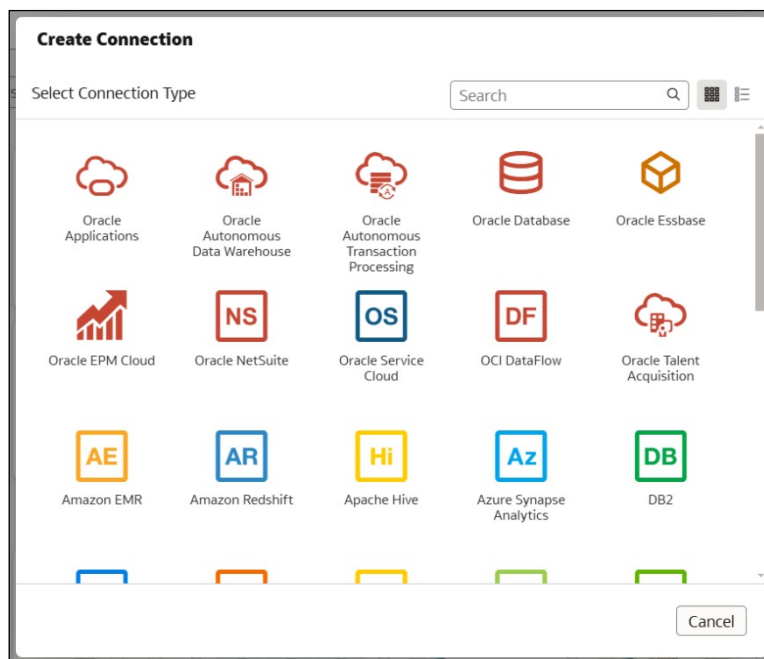 Create Connection
Select Connection Type
Search
Oracle
Applications
Oracle
Autonomous
Data Warehouse
Oracle
Autonomous
Transaction
Processing
A
Oracle Database
Oracle Essbase
Oracle EPM Cloud
NS
Oracle NetSuite
OS
Oracle Service
Cloud
DF
OCI DataFlow
Oracle Talent
Acquisition
AE
Amazon EMR
AR
Amazon Redshift
Hi
Apache Hive
Az
Azure Synapse
Analytics
DB
DB2
Cancel